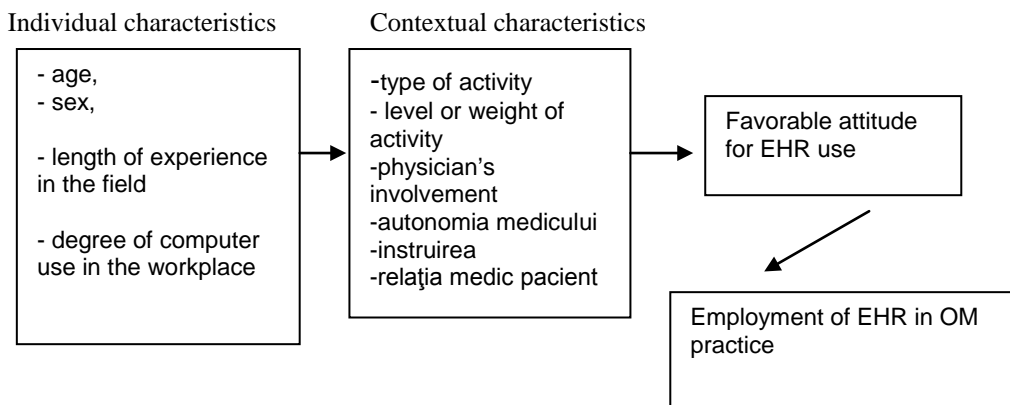 Individual characteristics
- age,
- sex,
- length of experience
in the field
- degree of computer
use in the workplace
Contextual characteristics
-type of activity
- level or weight of
activity
-physician's
involvement
-autonomia medicului
-instruirea
-relaţia medic pacient
Favorable attitude
for EHR use
Employment of EHR in OM
practice